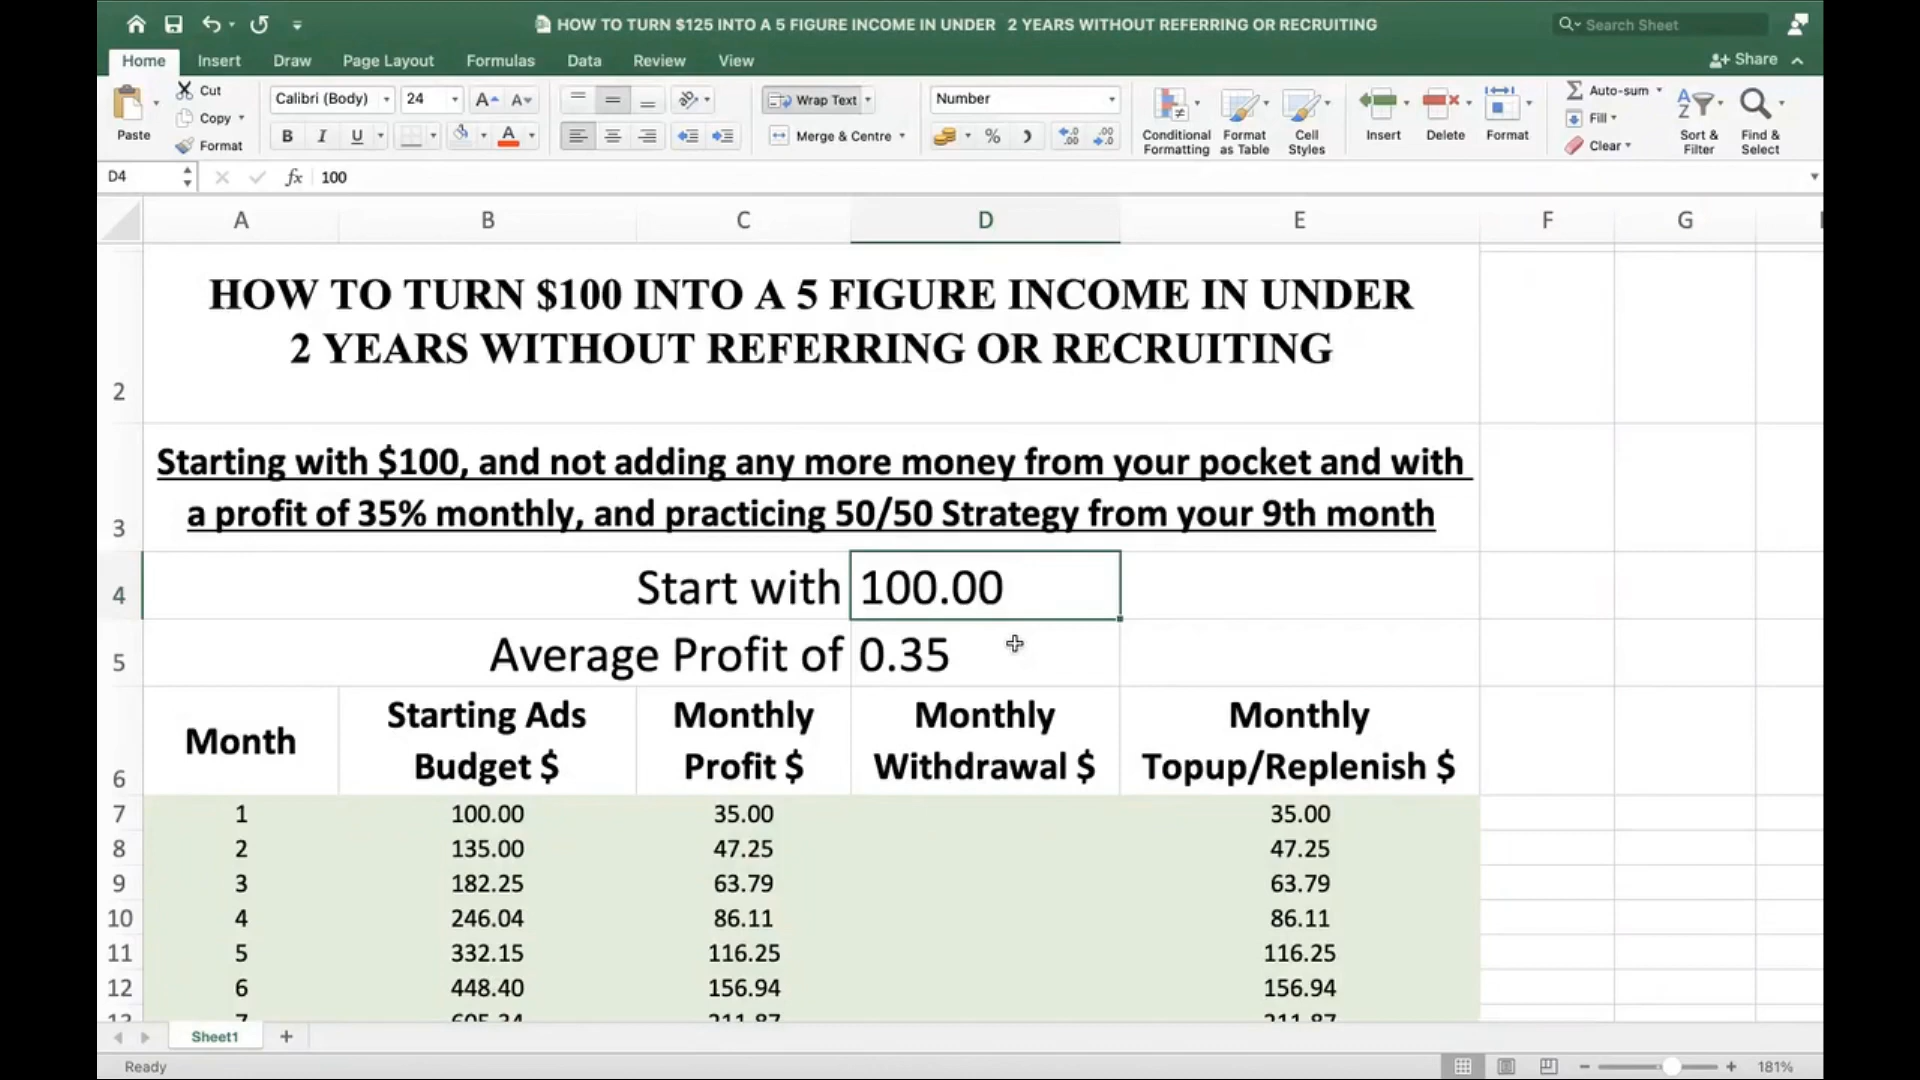 HOW TO TURN $125 INTO A 5 FIGURE INCOME IN UNDER 2 YEARS WITHOUT REFERRING OR RECRUITING
Search Sheet
Home Insert Draw Page Layout Formulas Data Review View Share
Paste Cut Copy Format
Calibri (Body) 24 A A
B I U A
Wrap Text
Merge & Centre
Number
%
Conditional Formatting
Format as Table
Cell Styles
Insert Delete Format
Auto-sum
Fill
Clear
Sort & Filter
Find & Select
D4 fx 100
A B C D E F G
HOW TO TURN $100 INTO A 5 FIGURE INCOME IN UNDER
2 YEARS WITHOUT REFERRING OR RECRUITING
2
Starting with $100, and not adding any more money from your pocket and with
a profit of 35% monthly, and practicing 50/50 Strategy from your 9th month
3
4 Start with 100.00
5 Average Profit of 0.35
6 Month Starting Ads Budget $ Monthly Profit $ Monthly Withdrawal $ Monthly Topup/Replenish $
7 1 100.00 35.00 35.00
8 2 135.00 47.25 47.25
9 3 182.25 63.79 63.79
10 4 246.04 86.11 86.11
11 5 332.15 116.25 116.25
12 6 448.40 156.94 156.94
13 7 605.34 211.87 211.87
Sheet1 +
Ready 181%